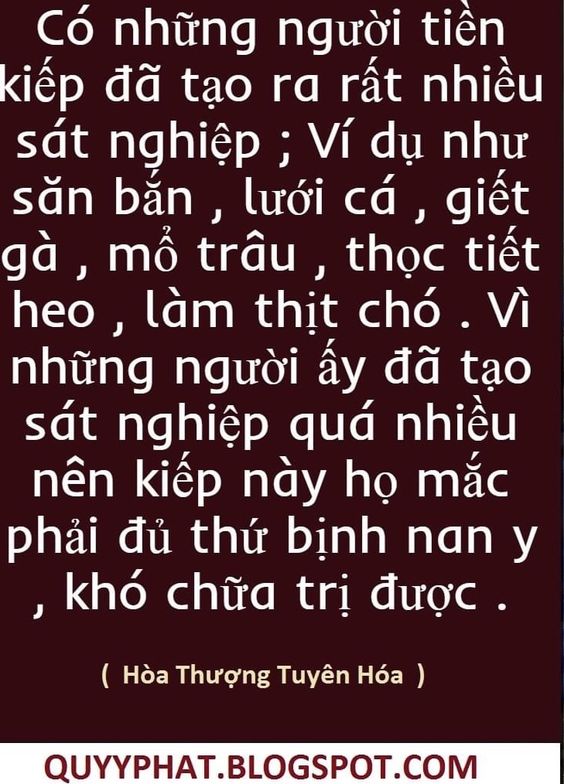 Có những người tiền
kiếp đã tạo ra rất nhiều
sát nghiệp ; Ví dụ như
săn bắn , lưới cá , giết
gà , mổ trâu , thọc tiết
heo , làm thịt chó . Vì
những người ấy đã tạo
sát nghiệp quá nhiều
nên kiếp này họ mắc
phải đủ thứ bịnh nan y
, khó chữa trị được .
( Hòa Thượng Tuyên Hóa )
QUYYPHAT.BLOGSPOT.COM